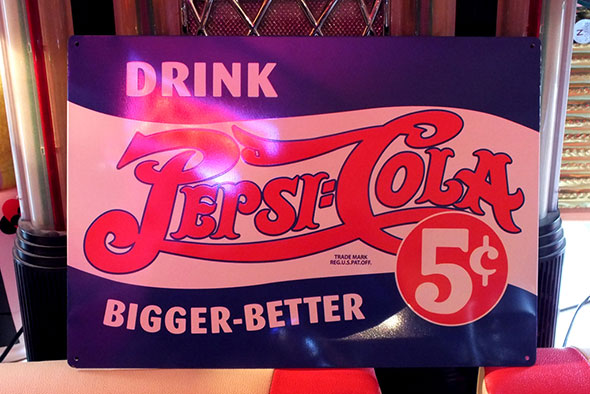 DRINK
PEPSI:COLA
TRADE MARK
REG.U.S.PAT.OFF.
5¢
BIGGER-BETTER
Z